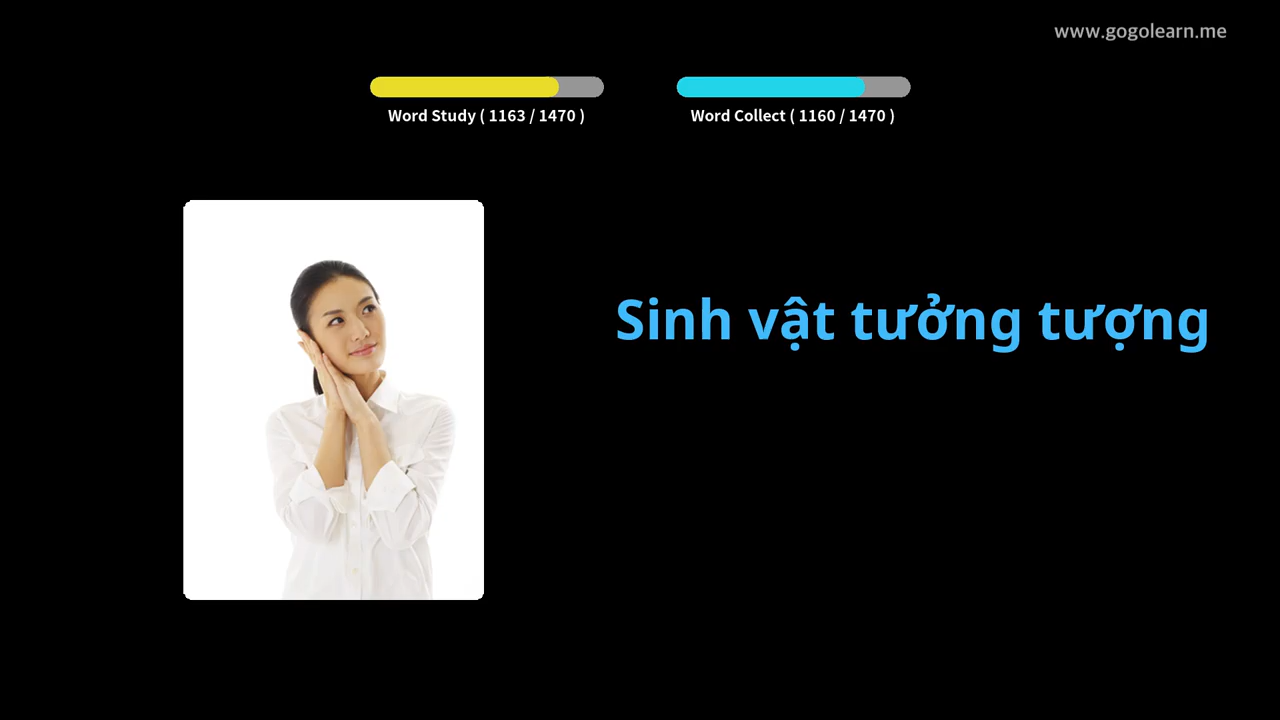 www.gogolearn.me
Word Study ( 1163 / 1470 )
Word Collect ( 1160 / 1470 )
Sinh vật tưởng tượng